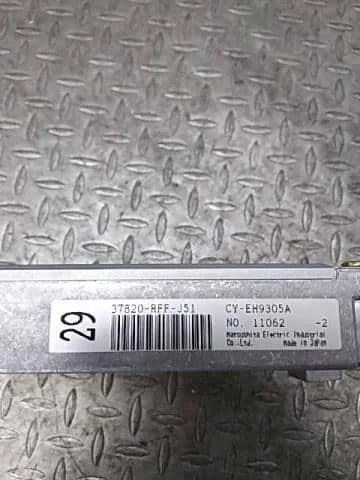 29
37820-RFF-J51
CY-EH9305A
NO. 11062 -2
Matsushita Electric Industrial
Co.,Ltd. Made in Japan